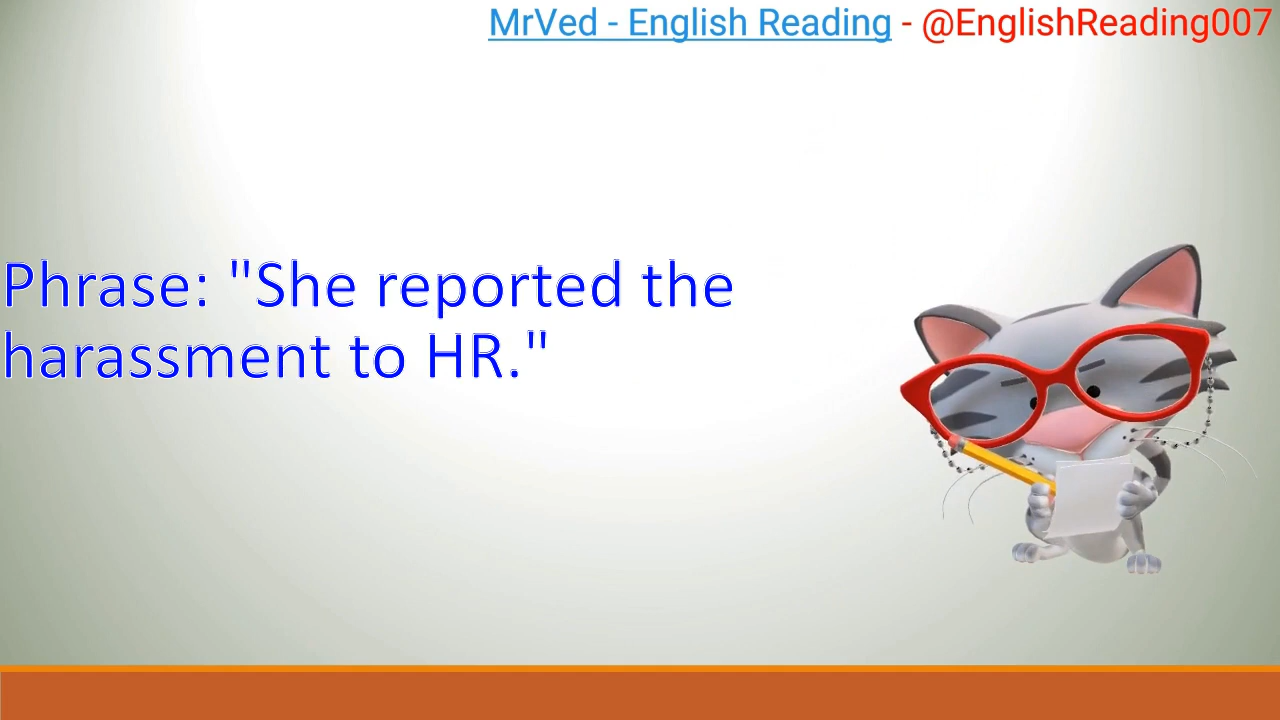 MrVed - English Reading - @EnglishReading007
Phrase: "She reported the
harassment to HR."